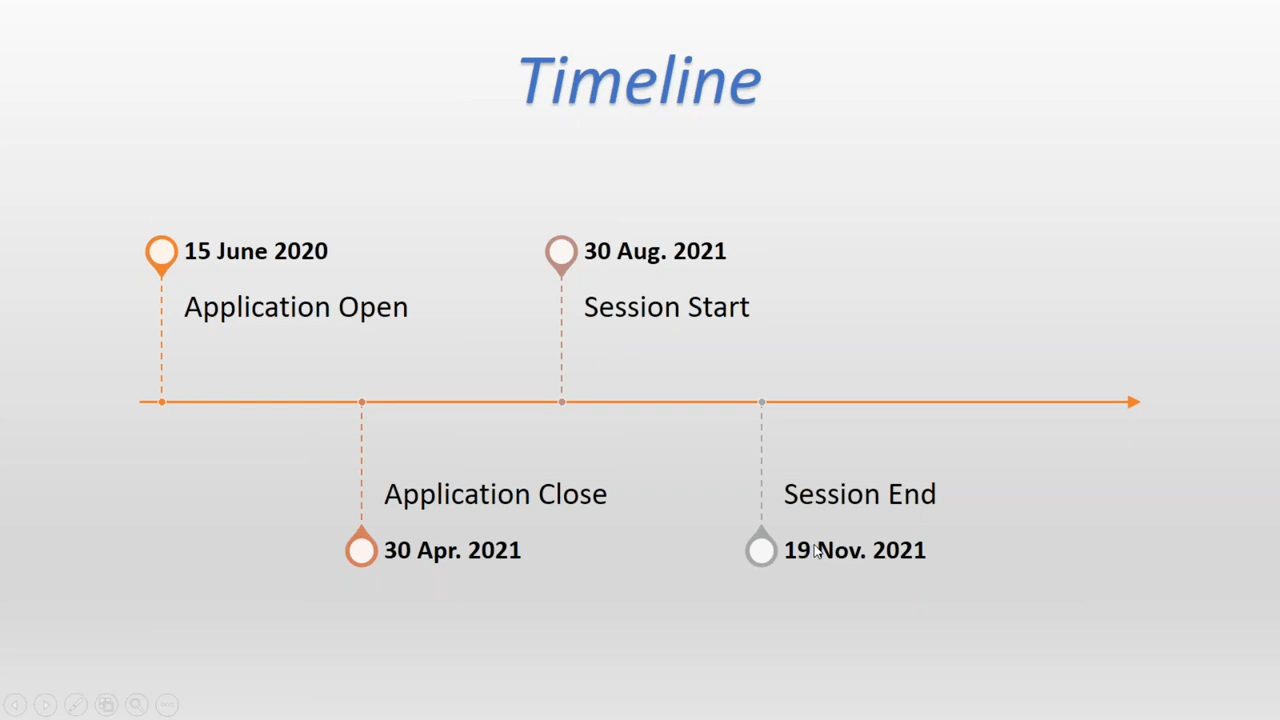 Timeline
15 June 2020
Application Open
30 Aug. 2021
Session Start
Application Close
30 Apr. 2021
Session End
19 Nov. 2021